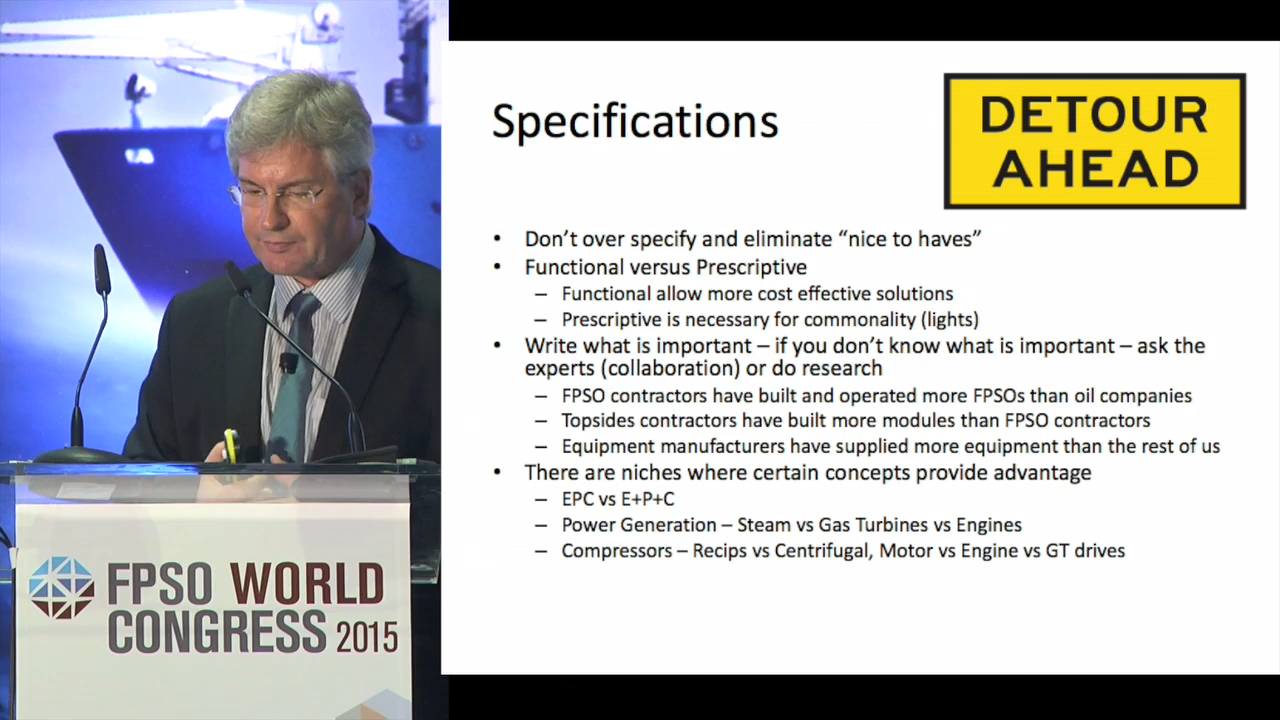 Specifications
DETOUR
AHEAD
• Don’t over specify and eliminate “nice to haves”
• Functional versus Prescriptive
– Functional allow more cost effective solutions
– Prescriptive is necessary for commonality (lights)
• Write what is important – if you don’t know what is important – ask the
experts (collaboration) or do research
– FPSO contractors have built and operated more FPSOs than oil companies
– Topsides contractors have built more modules than FPSO contractors
– Equipment manufacturers have supplied more equipment than the rest of us
• There are niches where certain concepts provide advantage
– EPC vs E+P+C
– Power Generation – Steam vs Gas Turbines vs Engines
– Compressors – Recips vs Centrifugal, Motor vs Engine vs GT drives
FPSO WORLD
CONGRESS 2015